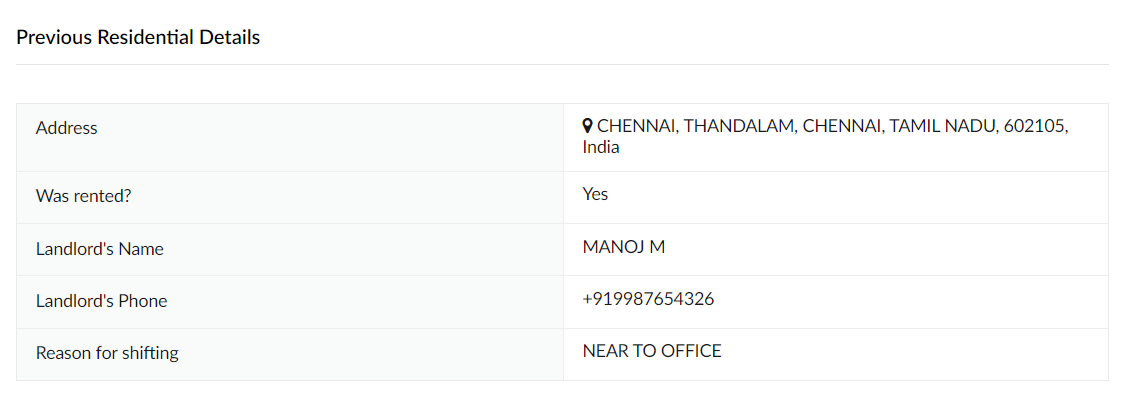 Previous Residential Details
Address
CHENNAI, THANDALAM, CHENNAI, TAMIL NADU, 602105,
India
Was rented?
Yes
Landlord's Name
MANOJ M
Landlord's Phone
+919987654326
Reason for shifting
NEAR TO OFFICE